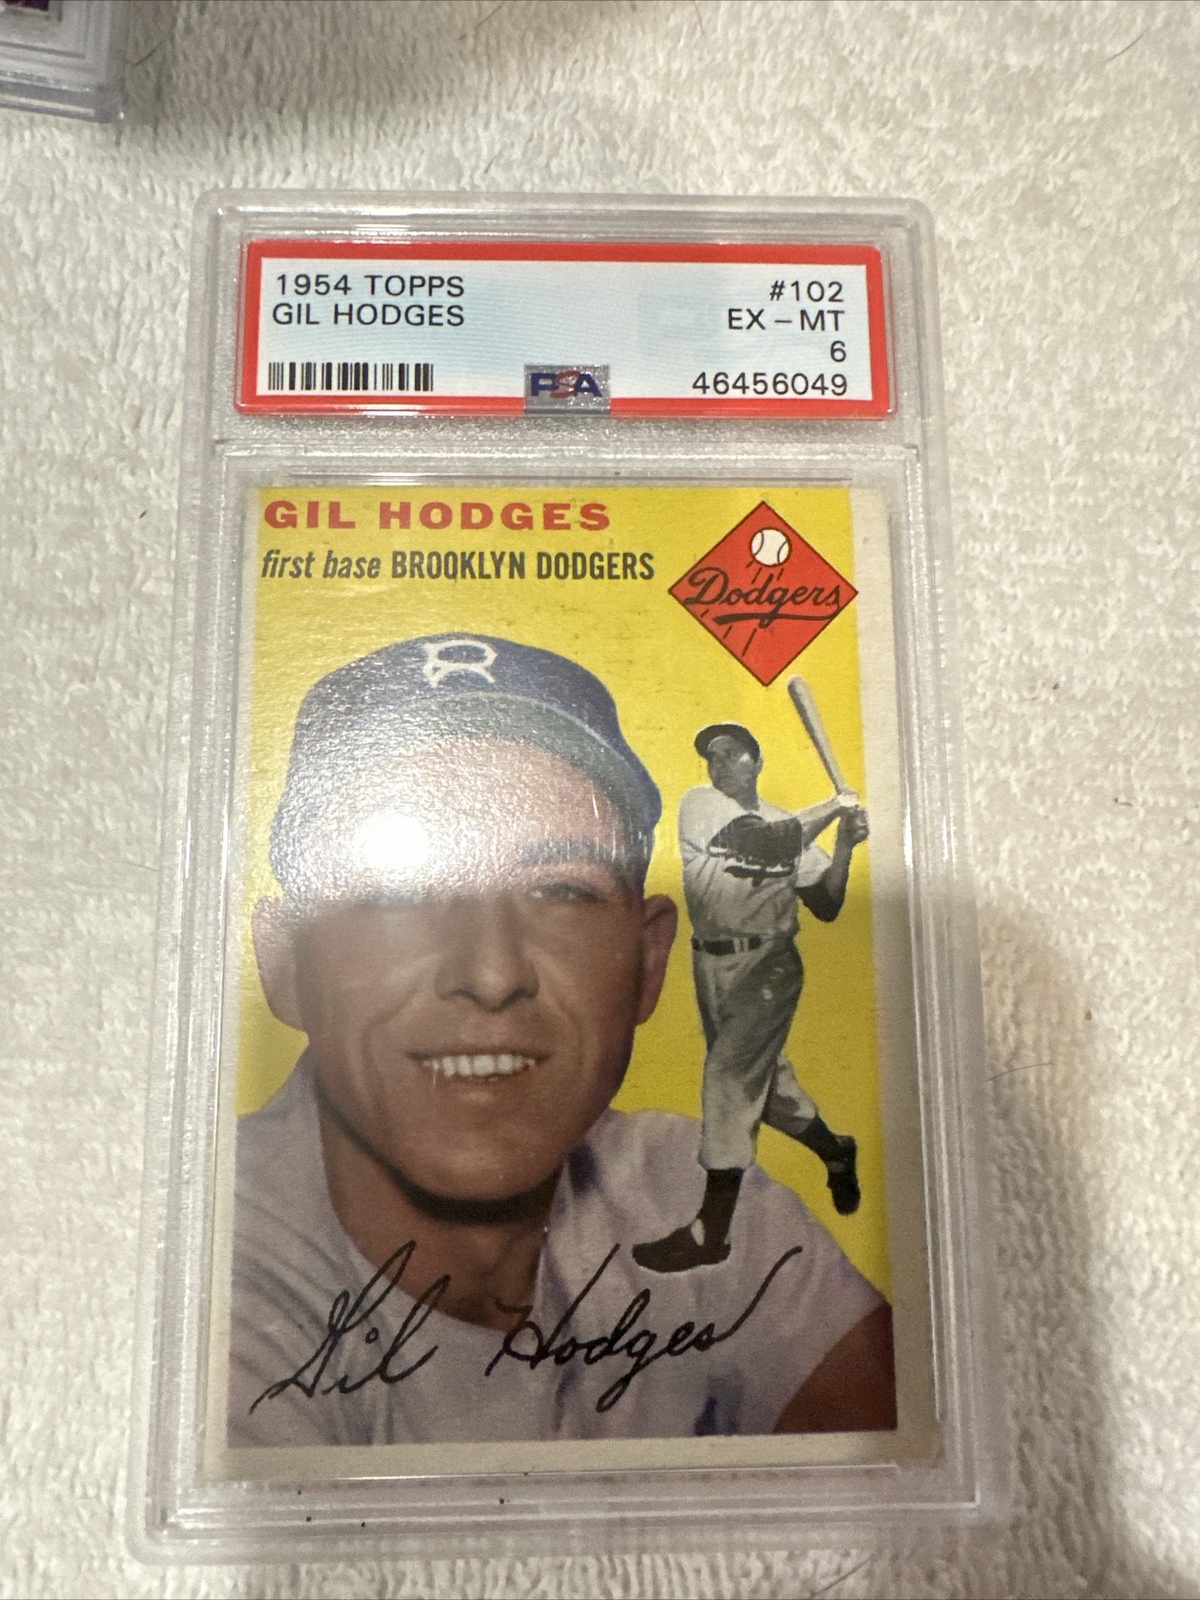 1954 TOPPS #102
GIL HODGES EX-MT
6
PSA 46456049
GIL HODGES
first base BROOKLYN DODGERS
Dodgers
B
Gil Hodges